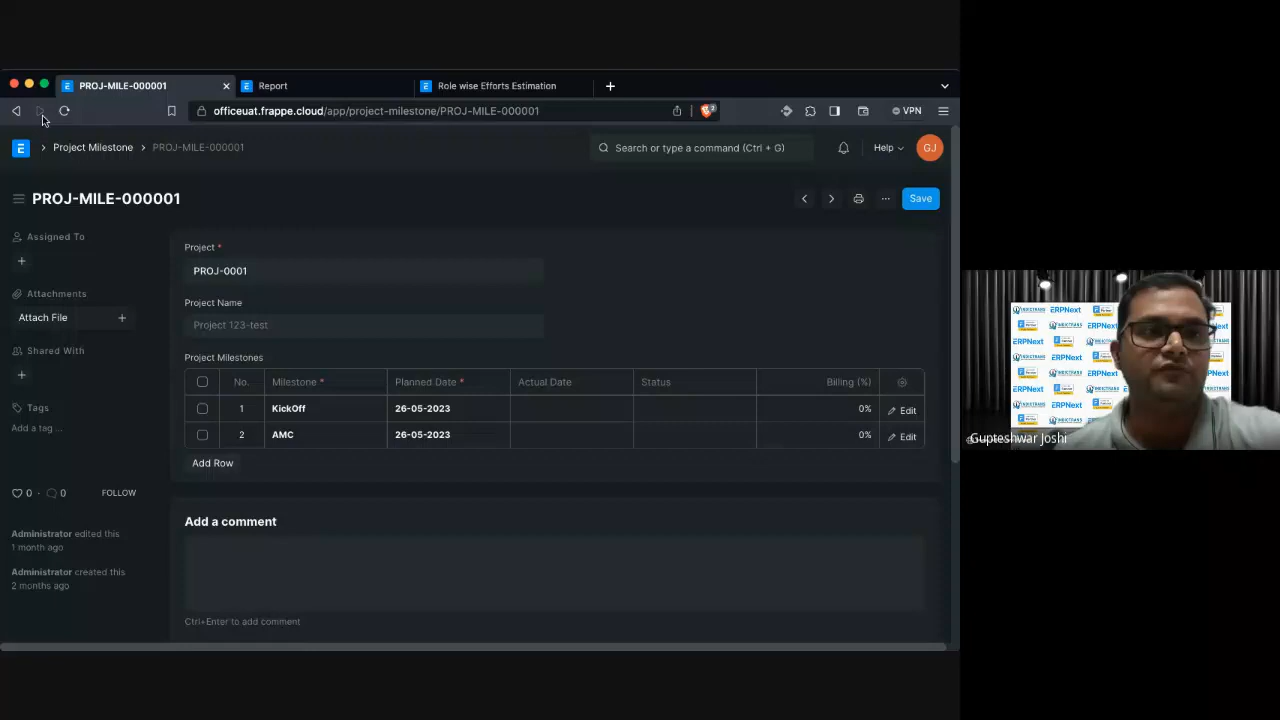 PROJ-MILE-000001
Report
Role wise Efforts Estimation
officeuat.frappe.cloud/app/project-milestone/PROJ-MILE-000001
VPN
E
Project Milestone
PROJ-MILE-000001
Search or type a command (Ctrl + G)
Help
GJ
PROJ-MILE-000001
Save
Assigned To
Attachments
Attach File
Shared With
Tags
Add a tag ...
0 · 0
FOLLOW
Administrator edited this
1 month ago
Administrator created this
2 months ago
Project *
PROJ-0001
Project Name
Project 123-test
Project Milestones
No. Milestone * Planned Date * Actual Date Status Billing (%)
1 KickOff 26-05-2023 0% Edit
2 AMC 26-05-2023 0% Edit
Add Row
Add a comment
Ctrl+Enter to add comment
INDICTRANS ERPNext
ERPNext
Gupteshwar Joshi